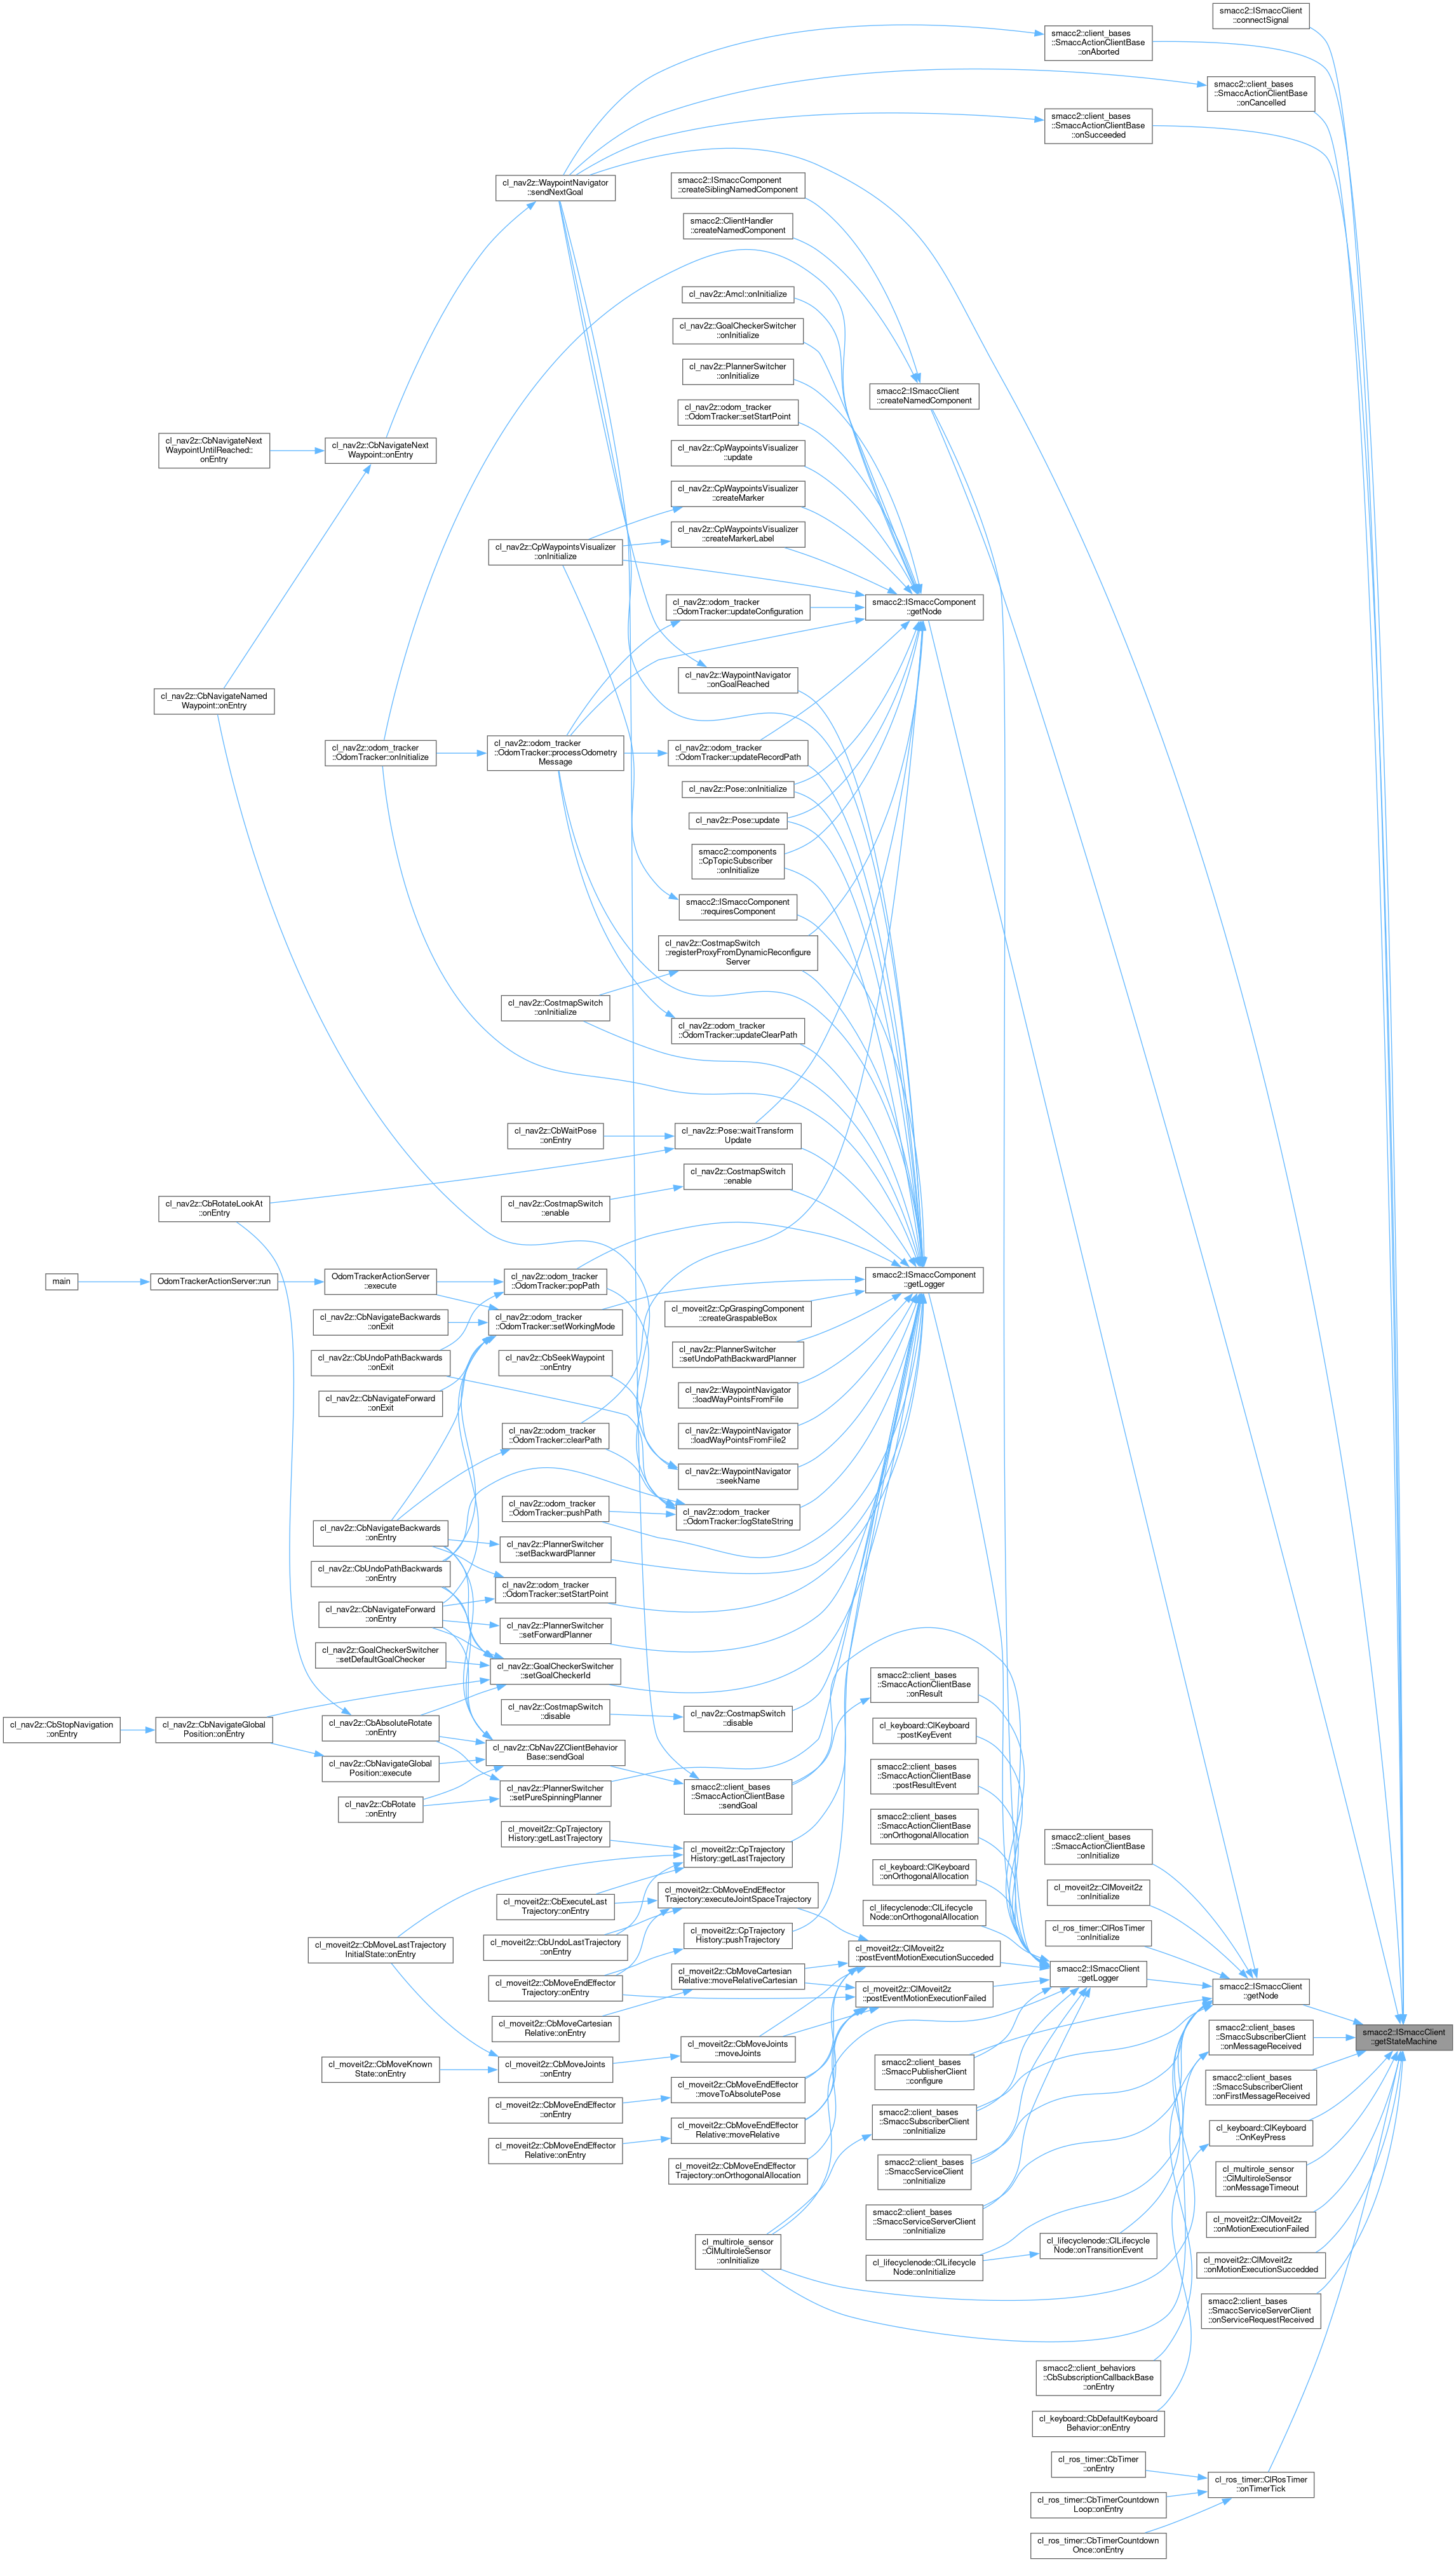 smacc2::ISmaccClient
::connectSignal
smacc2::client_bases
::SmaccActionClientBase
::onAborted
smacc2::client_bases
::SmaccActionClientBase
::onCancelled
smacc2::client_bases
::SmaccActionClientBase
::onSucceeded
cl_nav2z::WaypointNavigator
::sendNextGoal
smacc2::ISmaccComponent
::createSiblingNamedComponent
smacc2::ClientHandler
::createNamedComponent
cl_nav2z::Amcl::onInitialize
cl_nav2z::GoalCheckerSwitcher
::onInitialize
cl_nav2z::PlannerSwitcher
::onInitialize
smacc2::ISmaccClient
::createNamedComponent
cl_nav2z::odom_tracker
::OdomTracker::setStartPoint
cl_nav2z::CbNavigateNext
WaypointUntilReached::
onEntry
cl_nav2z::CbNavigateNext
Waypoint::onEntry
cl_nav2z::CpWaypointsVisualizer
::update
cl_nav2z::CpWaypointsVisualizer
::createMarker
cl_nav2z::CpWaypointsVisualizer
::createMarkerLabel
cl_nav2z::CpWaypointsVisualizer
::onInitialize
smacc2::ISmaccComponent
::getNode
cl_nav2z::odom_tracker
::OdomTracker::updateConfiguration
cl_nav2z::WaypointNavigator
::onGoalReached
cl_nav2z::CbNavigateNamed
Waypoint::onEntry
cl_nav2z::odom_tracker
::OdomTracker::onInitialize
cl_nav2z::odom_tracker
::OdomTracker::processOdometry
Message
cl_nav2z::odom_tracker
::OdomTracker::updateRecordPath
cl_nav2z::Pose::onInitialize
cl_nav2z::Pose::update
smacc2::components
::CpTopicSubscriber
::onInitialize
smacc2::ISmaccComponent
::requiresComponent
cl_nav2z::CostmapSwitch
::registerProxyFromDynamicReconfigure
Server
cl_nav2z::CostmapSwitch
::onInitialize
cl_nav2z::odom_tracker
::OdomTracker::updateClearPath
cl_nav2z::CbWaitPose
::onEntry
cl_nav2z::Pose::waitTransform
Update
cl_nav2z::CostmapSwitch
::enable
cl_nav2z::CbRotateLookAt
::onEntry
cl_nav2z::CostmapSwitch
::enable
main
OdomTrackerActionServer::run
OdomTrackerActionServer
::execute
cl_nav2z::odom_tracker
::OdomTracker::popPath
smacc2::ISmaccComponent
::getLogger
cl_moveit2z::CpGraspingComponent
::createGraspableBox
cl_nav2z::CbNavigateBackwards
::onExit
cl_nav2z::odom_tracker
::OdomTracker::setWorkingMode
cl_nav2z::PlannerSwitcher
::setUndoPathBackwardPlanner
cl_nav2z::CbUndoPathBackwards
::onExit
cl_nav2z::CbSeekWaypoint
::onEntry
cl_nav2z::CbNavigateForward
::onExit
cl_nav2z::WaypointNavigator
::loadWayPointsFromFile
cl_nav2z::odom_tracker
::OdomTracker::clearPath
cl_nav2z::WaypointNavigator
::loadWayPointsFromFile2
cl_nav2z::WaypointNavigator
::seekName
cl_nav2z::odom_tracker
::OdomTracker::pushPath
cl_nav2z::odom_tracker
::OdomTracker::logStateString
cl_nav2z::CbNavigateBackwards
::onEntry
cl_nav2z::PlannerSwitcher
::setBackwardPlanner
cl_nav2z::CbUndoPathBackwards
::onEntry
cl_nav2z::odom_tracker
::OdomTracker::setStartPoint
cl_nav2z::CbNavigateForward
::onEntry
cl_nav2z::PlannerSwitcher
::setForwardPlanner
cl_nav2z::GoalCheckerSwitcher
::setDefaultGoalChecker
cl_nav2z::GoalCheckerSwitcher
::setGoalCheckerId
smacc2::client_bases
::SmaccActionClientBase
::onResult
cl_nav2z::CbStopNavigation
::onEntry
cl_nav2z::CbNavigateGlobal
Position::onEntry
cl_nav2z::CbAbsoluteRotate
::onEntry
cl_nav2z::CostmapSwitch
::disable
cl_nav2z::CostmapSwitch
::disable
cl_keyboard::ClKeyboard
::postKeyEvent
cl_nav2z::CbNavigateGlobal
Position::execute
cl_nav2z::CbNav2ZClientBehavior
Base::sendGoal
smacc2::client_bases
::SmaccActionClientBase
::postResultEvent
cl_nav2z::CbRotate
::onEntry
cl_nav2z::PlannerSwitcher
::setPureSpinningPlanner
smacc2::client_bases
::SmaccActionClientBase
::sendGoal
smacc2::client_bases
::SmaccActionClientBase
::onOrthogonalAllocation
cl_moveit2z::CpTrajectory
History::getLastTrajectory
cl_moveit2z::CpTrajectory
History::getLastTrajectory
cl_keyboard::ClKeyboard
::onOrthogonalAllocation
smacc2::client_bases
::SmaccActionClientBase
::onInitialize
cl_moveit2z::ClMoveit2z
::onInitialize
cl_moveit2z::CbExecuteLast
Trajectory::onEntry
cl_moveit2z::CbMoveEndEffector
Trajectory::executeJointSpaceTrajectory
cl_lifecyclenode::ClLifecycle
Node::onOrthogonalAllocation
cl_ros_timer::ClRosTimer
::onInitialize
cl_moveit2z::CbMoveLastTrajectory
InitialState::onEntry
cl_moveit2z::CbUndoLastTrajectory
::onEntry
cl_moveit2z::CpTrajectory
History::pushTrajectory
cl_moveit2z::ClMoveit2z
::postEventMotionExecutionSucceded
smacc2::ISmaccClient
::getLogger
cl_moveit2z::CbMoveEndEffector
Trajectory::onEntry
cl_moveit2z::CbMoveCartesian
Relative::moveRelativeCartesian
cl_moveit2z::ClMoveit2z
::postEventMotionExecutionFailed
smacc2::ISmaccClient
::getNode
cl_moveit2z::CbMoveCartesian
Relative::onEntry
smacc2::ISmaccClient
::getStateMachine
smacc2::client_bases
::SmaccSubscriberClient
::onMessageReceived
cl_moveit2z::CbMoveKnown
State::onEntry
cl_moveit2z::CbMoveJoints
::onEntry
cl_moveit2z::CbMoveJoints
::moveJoints
smacc2::client_bases
::SmaccPublisherClient
::configure
smacc2::client_bases
::SmaccSubscriberClient
::onFirstMessageReceived
cl_moveit2z::CbMoveEndEffector
::onEntry
cl_moveit2z::CbMoveEndEffector
::moveToAbsolutePose
smacc2::client_bases
::SmaccSubscriberClient
::onInitialize
cl_keyboard::ClKeyboard
::OnKeyPress
cl_moveit2z::CbMoveEndEffector
Relative::onEntry
cl_moveit2z::CbMoveEndEffector
Relative::moveRelative
cl_moveit2z::CbMoveEndEffector
Trajectory::onOrthogonalAllocation
smacc2::client_bases
::SmaccServiceClient
::onInitialize
cl_multirole_sensor
::ClMultiroleSensor
::onMessageTimeout
smacc2::client_bases
::SmaccServiceServerClient
::onInitialize
cl_moveit2z::ClMoveit2z
::onMotionExecutionFailed
cl_multirole_sensor
::ClMultiroleSensor
::onInitialize
cl_lifecyclenode::ClLifecycle
Node::onInitialize
cl_lifecyclenode::ClLifecycle
Node::onTransitionEvent
cl_moveit2z::ClMoveit2z
::onMotionExecutionSuccedded
smacc2::client_bases
::SmaccServiceServerClient
::onServiceRequestReceived
smacc2::client_behaviors
::CbSubscriptionCallbackBase
::onEntry
cl_keyboard::CbDefaultKeyboard
Behavior::onEntry
cl_ros_timer::CbTimer
::onEntry
cl_ros_timer::ClRosTimer
::onTimerTick
cl_ros_timer::CbTimerCountdown
Loop::onEntry
cl_ros_timer::CbTimerCountdown
Once::onEntry